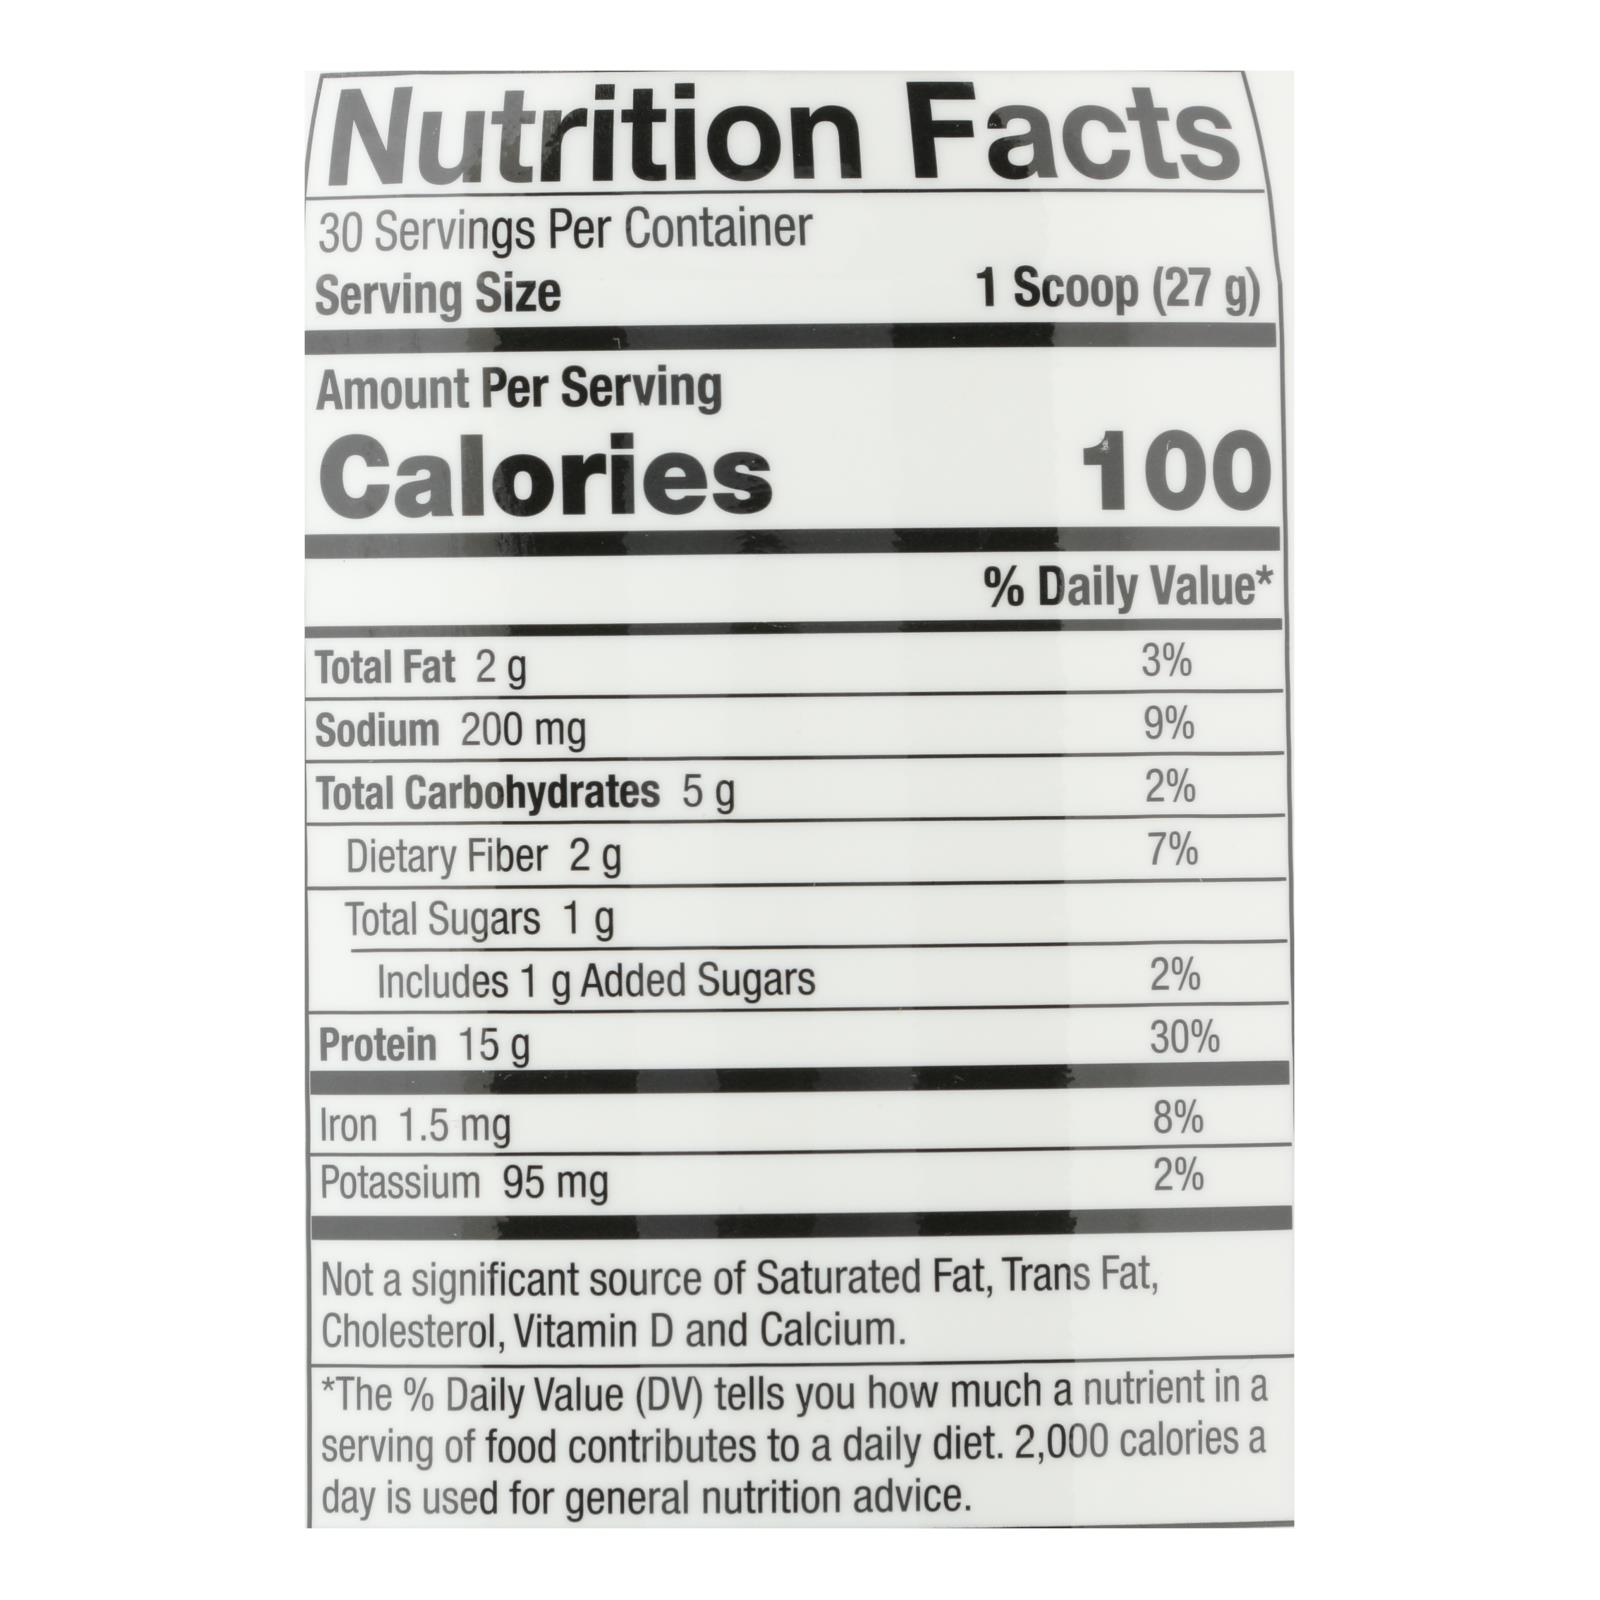 Nutrition Facts
30 Servings Per Container
Serving Size 1 Scoop (27 g)
Amount Per Serving
Calories 100
% Daily Value*
Total Fat 2 g 3%
Sodium 200 mg 9%
Total Carbohydrates 5 g 2%
Dietary Fiber 2 g 7%
Total Sugars 1 g
Includes 1 g Added Sugars 2%
Protein 15 g 30%
Iron 1.5 mg 8%
Potassium 95 mg 2%
Not a significant source of Saturated Fat, Trans Fat,
Cholesterol, Vitamin D and Calcium.
*The % Daily Value (DV) tells you how much a nutrient in a
serving of food contributes to a daily diet. 2,000 calories a
day is used for general nutrition advice.